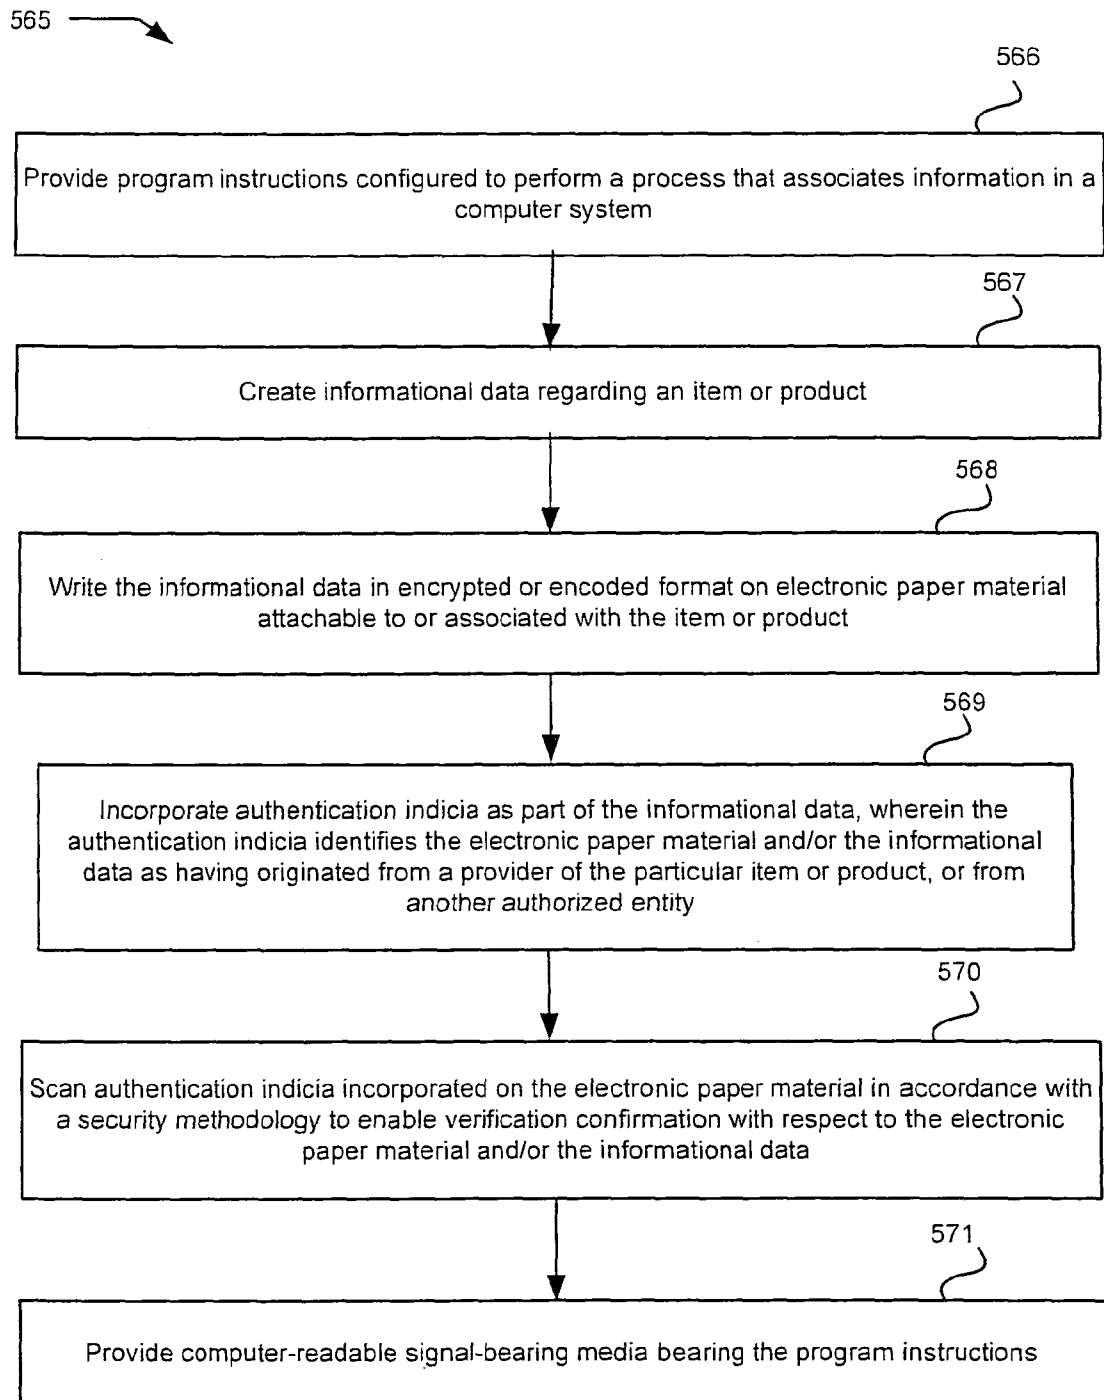 565
566
Provide program instructions configured to perform a process that associates information in a
computer system
567
Create informational data regarding an item or product
568
Write the informational data in encrypted or encoded format on electronic paper material
attachable to or associated with the item or product
569
Incorporate authentication indicia as part of the informational data, wherein the
authentication indicia identifies the electronic paper material and/or the informational
data as having originated from a provider of the particular item or product, or from
another authorized entity
570
Scan authentication indicia incorporated on the electronic paper material in accordance with
a security methodology to enable verification confirmation with respect to the electronic
paper material and/or the informational data
571
Provide computer-readable signal-bearing media bearing the program instructions